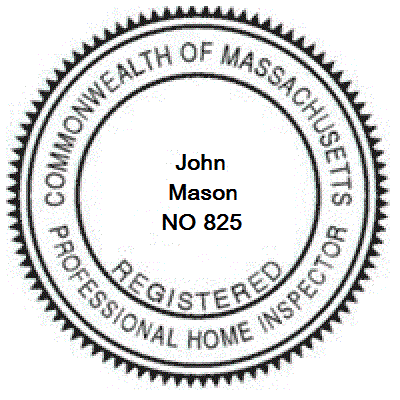 COMMONWEALTH OF MASSACHUSETTS
John
Mason
NO 825
REGISTERED
PROFESSIONAL HOME INSPECTOR